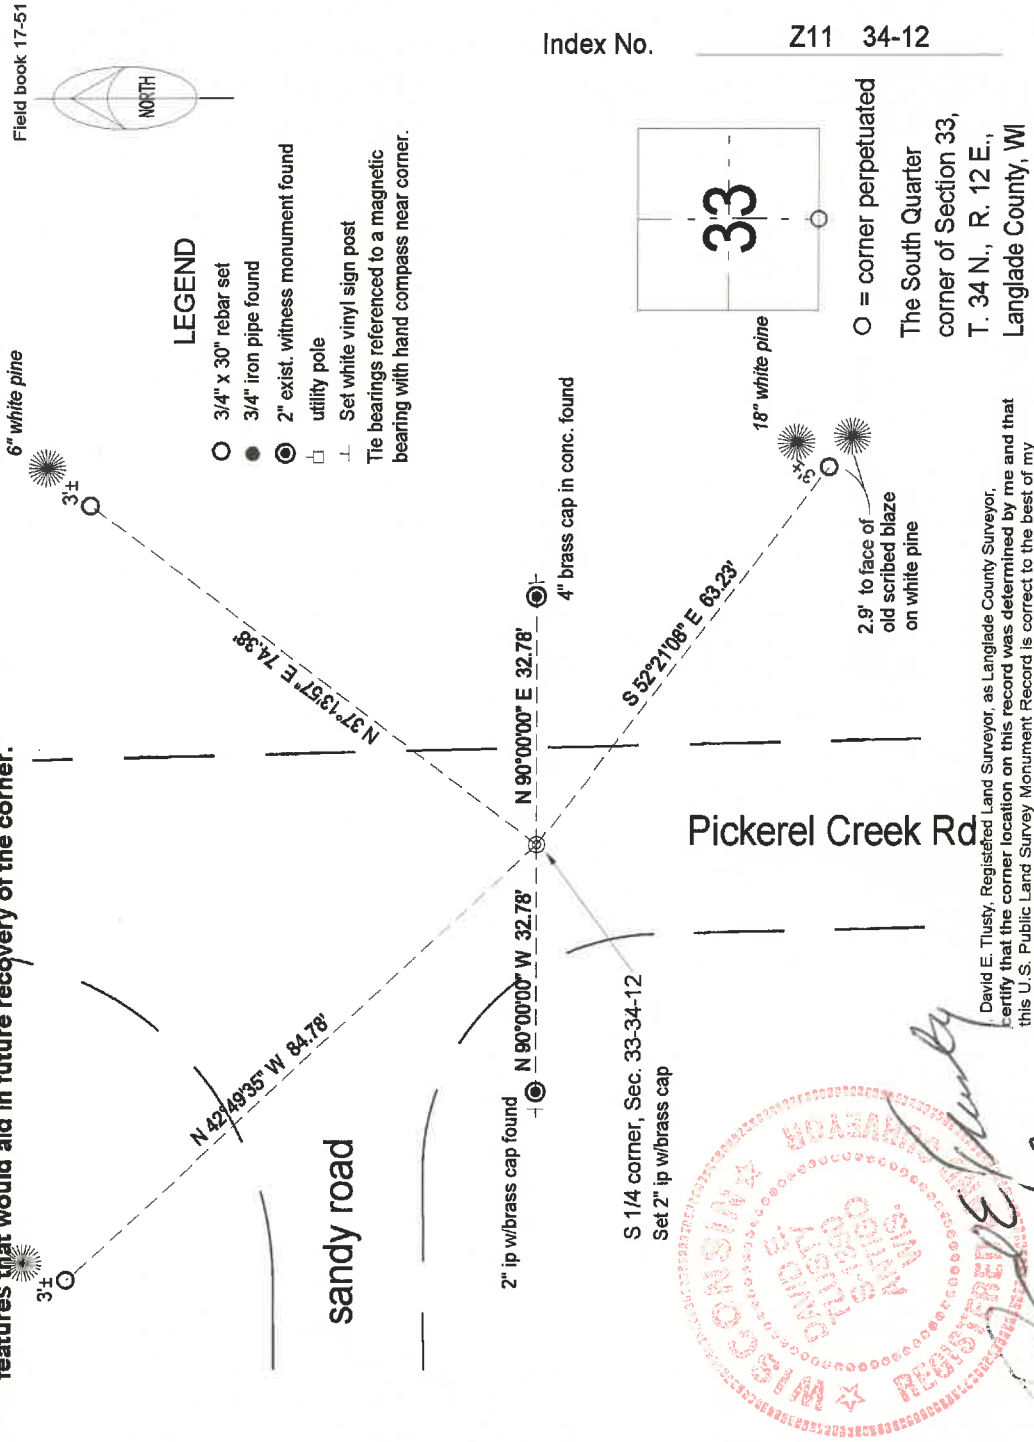 features that would aid in future recovery of the corner.
Field book 17-51
NORTH
6" white pine
3'±
3'±
LEGEND
3/4" x 30" rebar set
3/4" iron pipe found
2" exist. witness monument found
utility pole
Set white vinyl sign post
Tie bearings referenced to a magnetic
bearing with hand compass near corner.
N 42°49'35" W 84.78'
N 37°13'57" E 74.38'
sandy road
N 90°00'00" W 32.78'
N 90°00'00" E 32.78'
2" ip w/brass cap found
4" brass cap in conc. found
S 52°21'08" E 63.23'
S 1/4 corner, Sec. 33-34-12
Set 2" ip w/brass cap
Pickerel Creek Rd
18" white pine
3'±
2.9' to face of
old scribed blaze
on white pine
Index No. Z11 34-12
33
O = corner perpetuated
The South Quarter
corner of Section 33,
T. 34 N., R. 12 E.,
Langlade County, WI
WISCONSIN
REGISTERED
SURVEYOR
DAVID E.
TLUSTY
David E. Tlusty, Registered Land Surveyor, as Langlade County Surveyor,
certify that the corner location on this record was determined by me and that
this U.S. Public Land Survey Monument Record is correct to the best of my